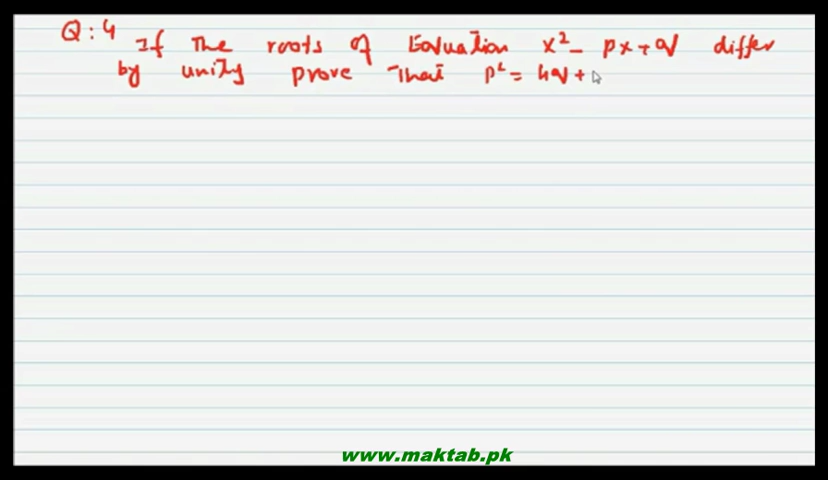 Q:4 If The roots of Equation x² - px + q differ
by unity prove That p² = 4q +
www.maktab.pk